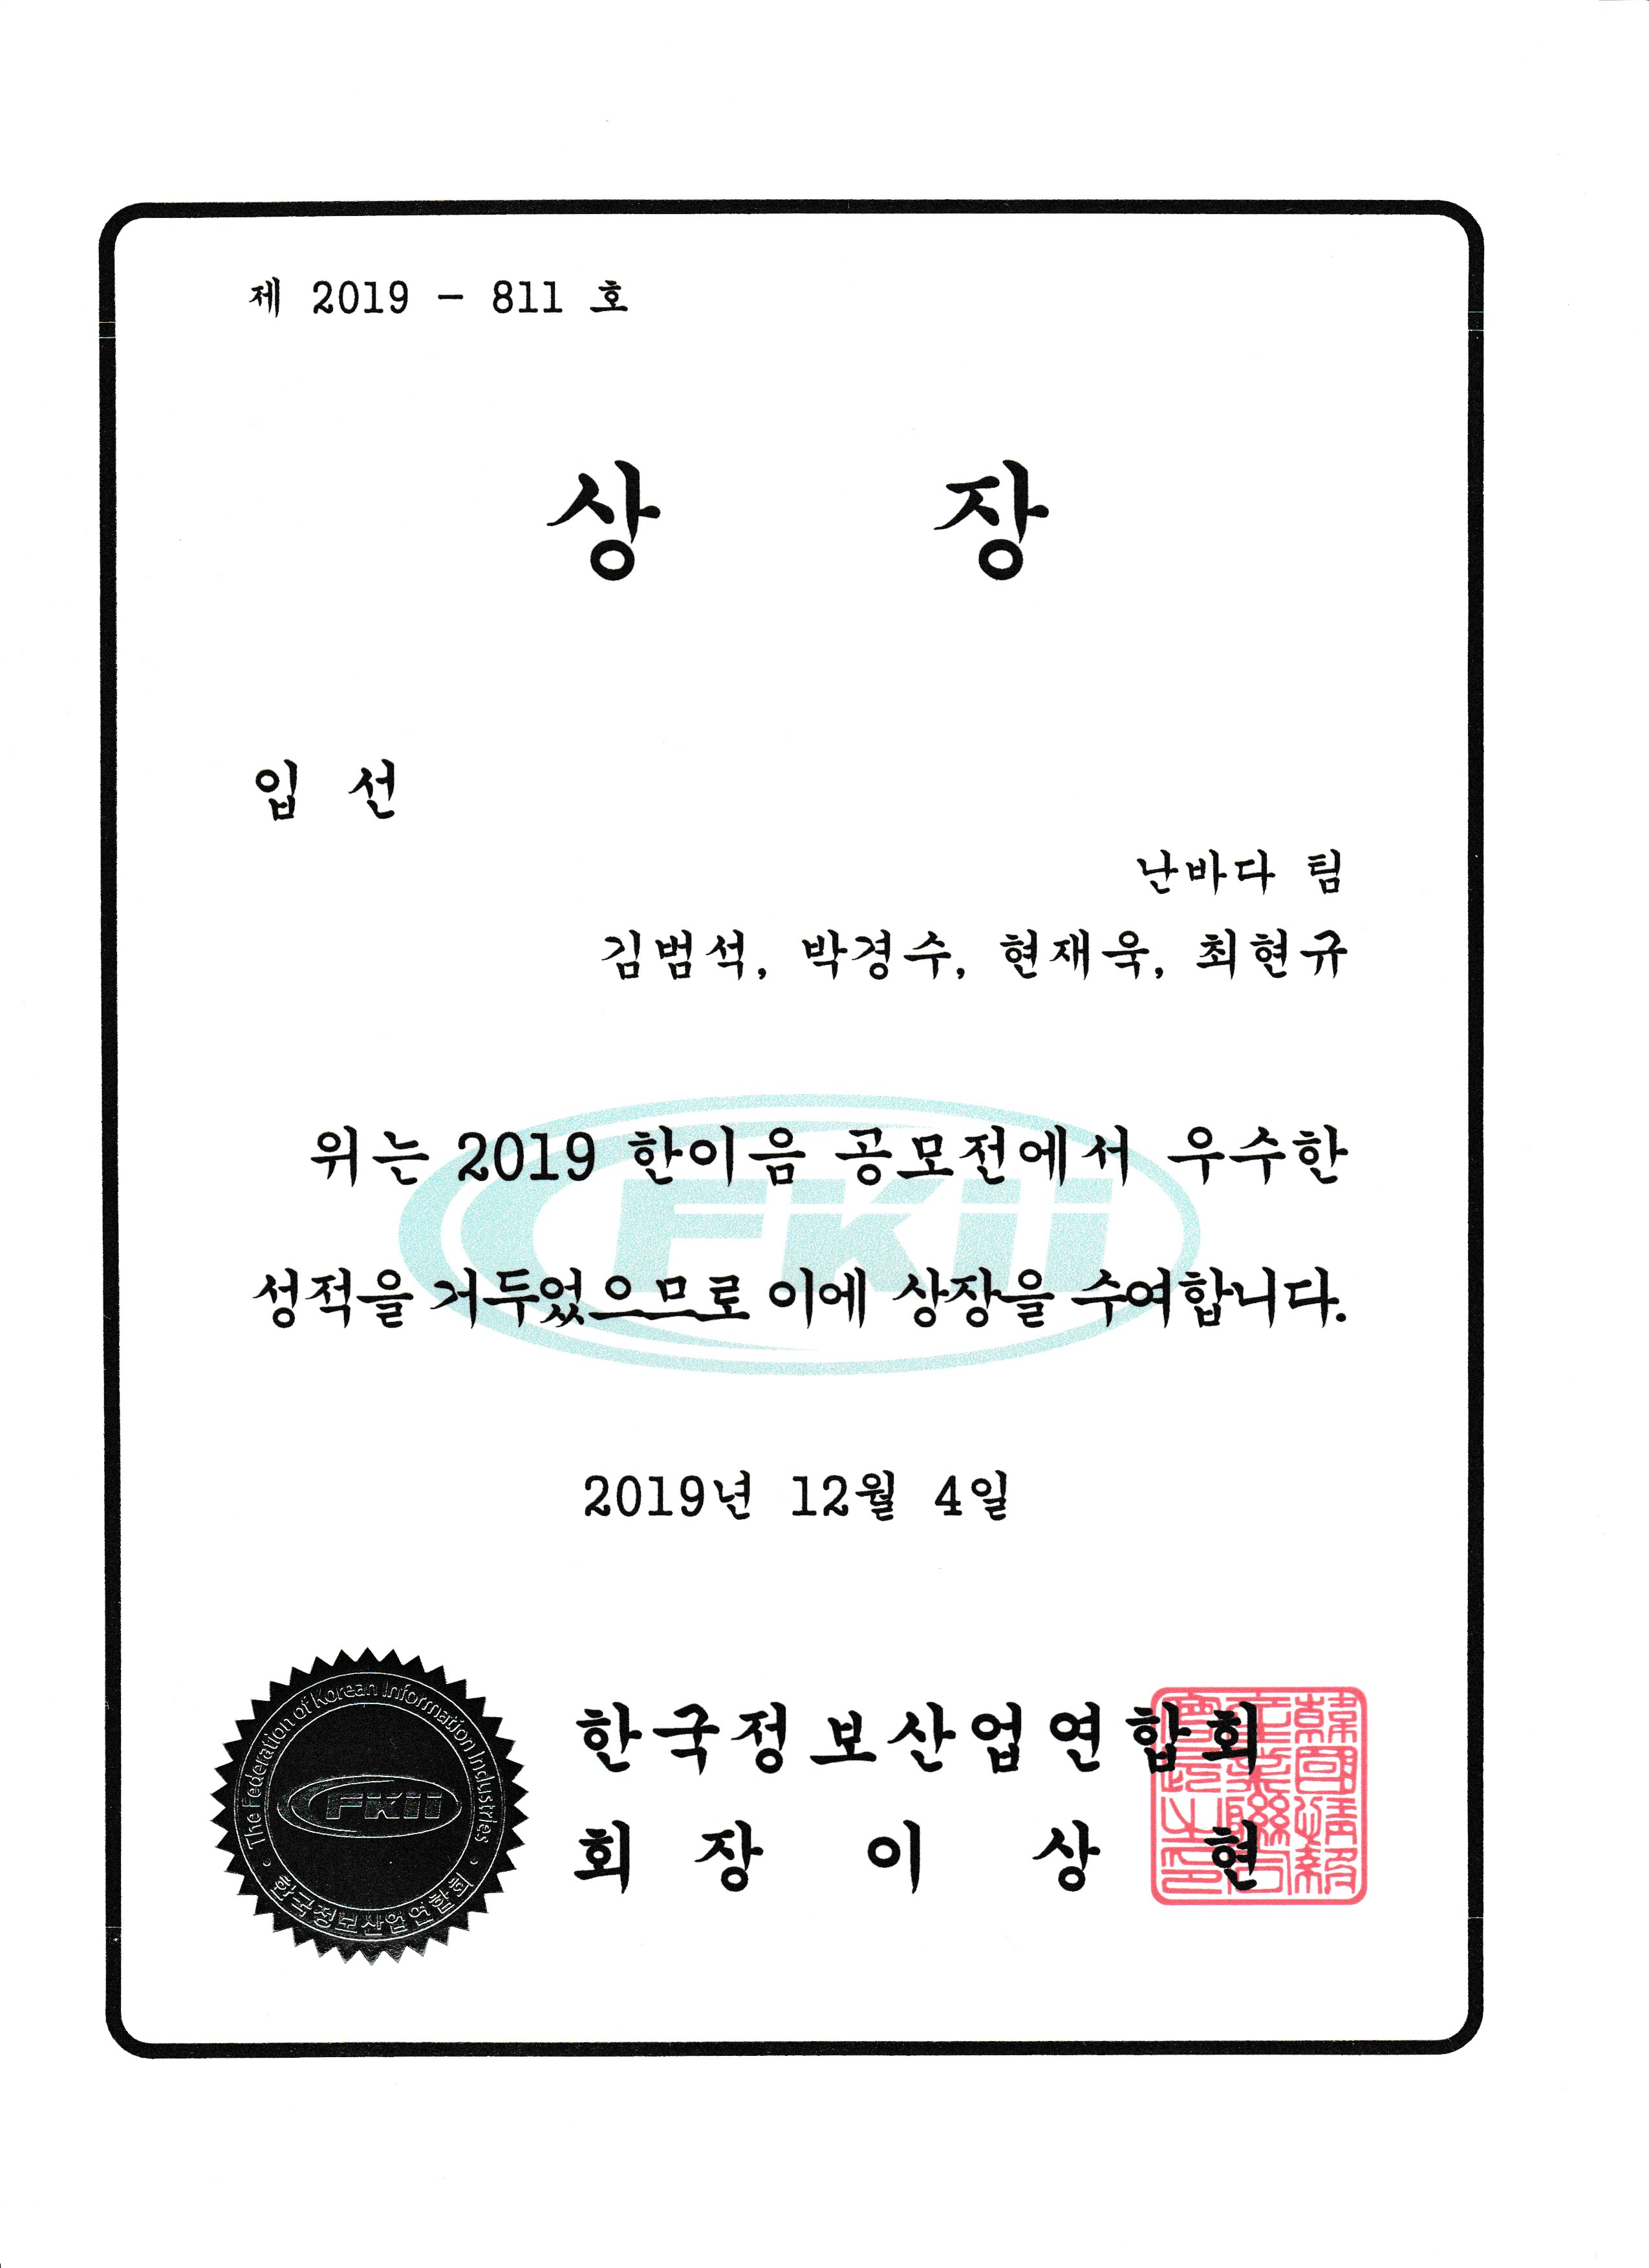 제 2019 - 811 호
상 장
입 선
난바다 팀
김범석, 박경수, 현재욱, 최현규
FKII
위는 2019 한이음 공모전에서 우수한
성적을 거두었으므로 이에 상장을 수여합니다.
2019년 12월 4일
The Federation of Korean Information Industries
FKII
한국정보산업연합회
한국정보산업연합회
회 장 이 상 현